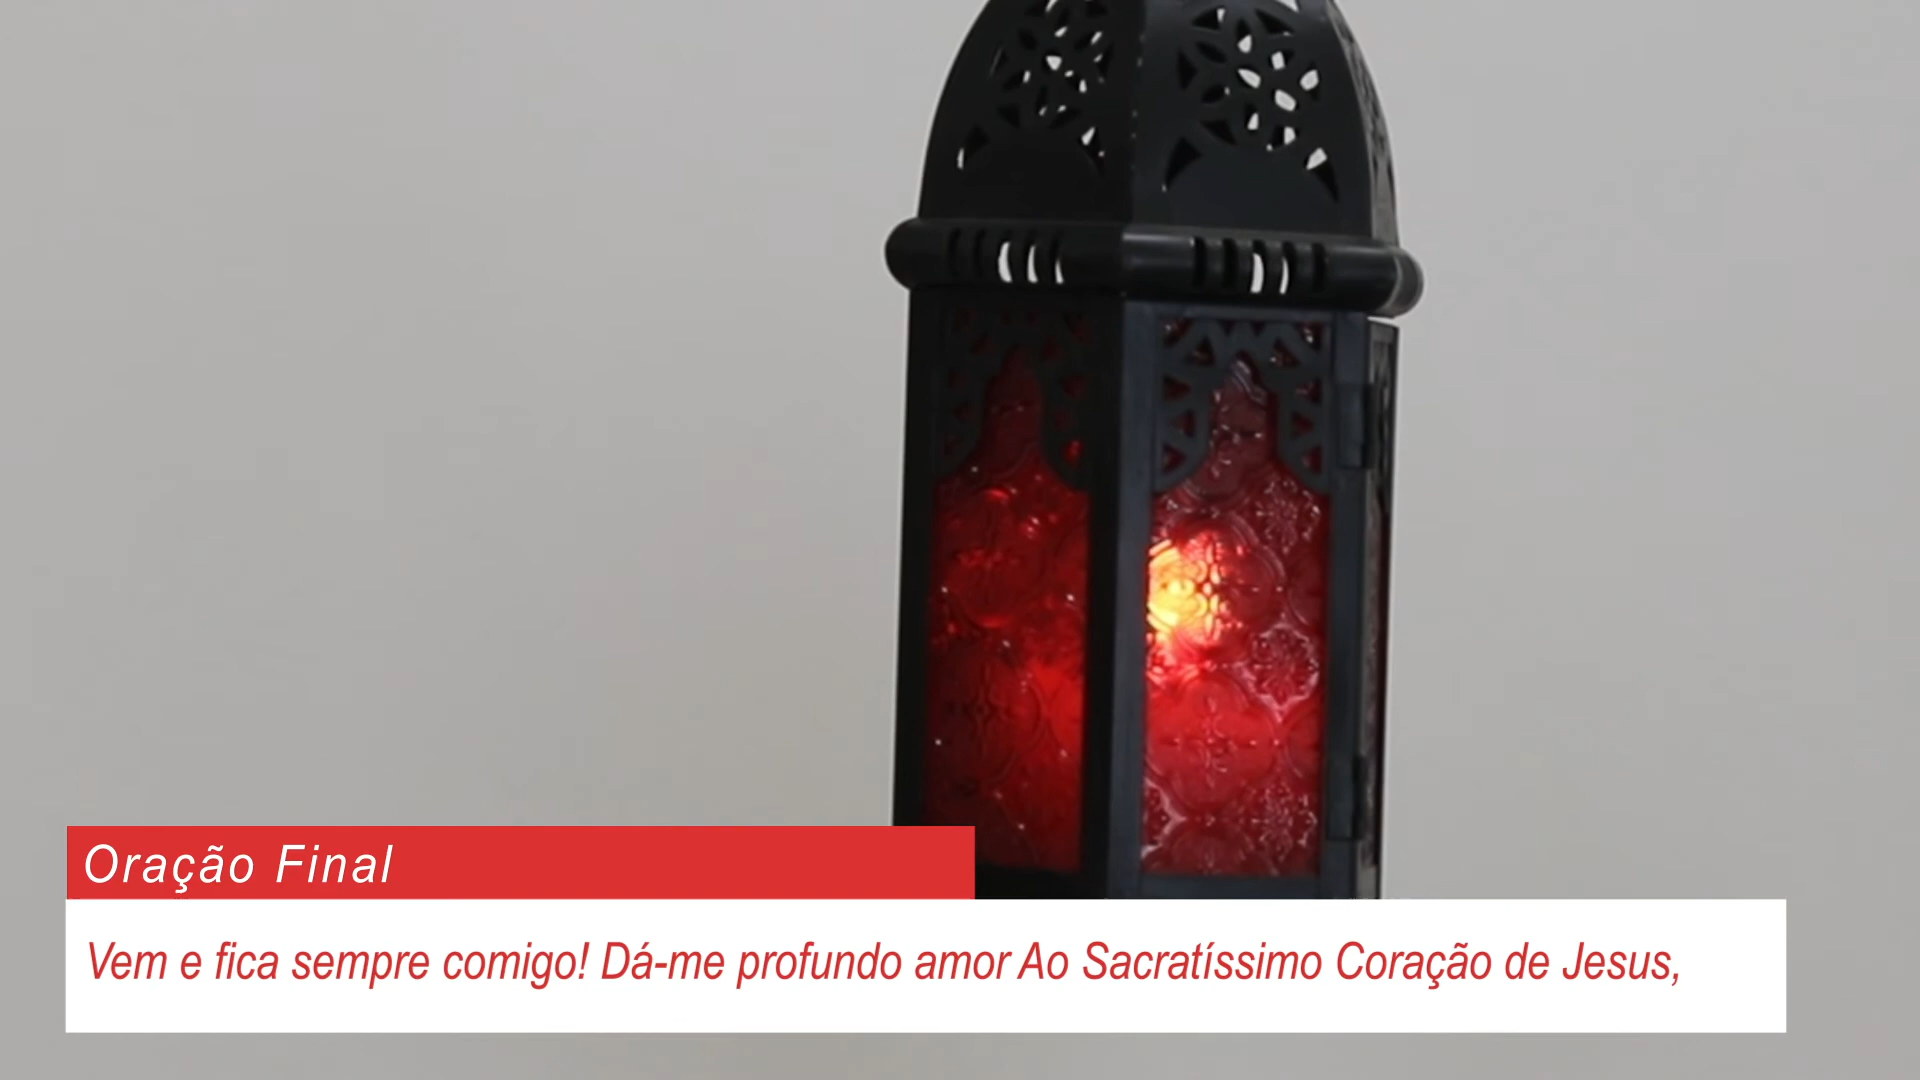 Oração Final
Vem e fica sempre comigo! Dá-me profundo amor Ao Sacratíssimo Coração de Jesus,